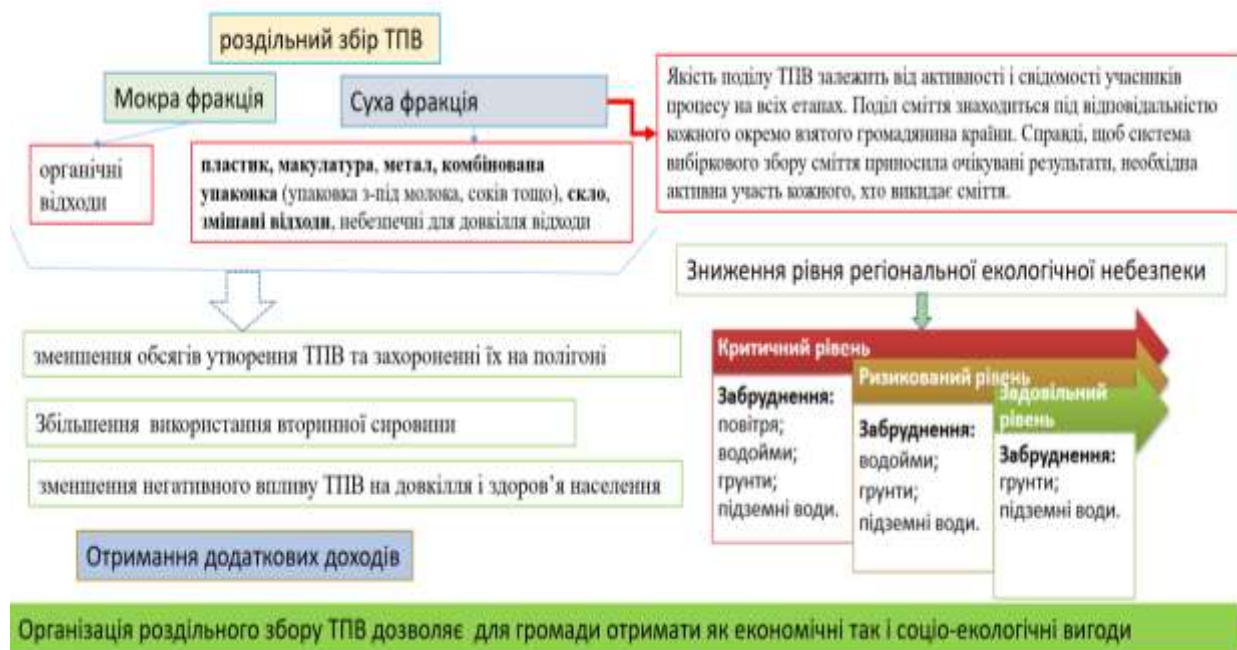 роздільний збір ТПВ
Мокра фракція
Суха фракція
органічні
відходи
пластик, макулатура, метал, комбінована
упаковка (упаковка з-під молока, соків тощо), скло,
змішані відходи, небезпечні для довкілля відходи
Якість поділу ТПВ залежить від активності і свідомості учасників
процесу на всіх етапах. Поділ сміття знаходиться під відповідальністю
кожного окремо взятого громадянина країни. Справді, щоб система
вибіркового збору сміття приносила очікувані результати, необхідна
активна участь кожного, хто викидає сміття.
зменшення обсягів утворення ТПВ та захороненні їх на полігоні
Збільшення використання вторинної сировини
зменшення негативного впливу ТПВ на довкілля і здоров’я населення
Отримання додаткових доходів
Зниження рівня регіональної екологічної небезпеки
Критичний рівень
Забруднення:
повітря;
водойми;
грунти;
підземні води.
Ризикований рівень
Забруднення:
водойми;
грунти;
підземні води.
Задовільний
рівень
Забруднення:
грунти;
підземні води.
Організація роздільного збору ТПВ дозволяє для громади отримати як економічні так і соціо-екологічні вигоди